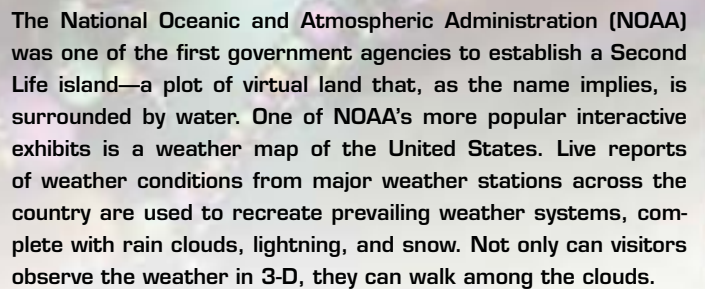 The National Oceanic and Atmospheric Administration (NOAA)
was one of the first government agencies to establish a Second
Life island—a plot of virtual land that, as the name implies, is
surrounded by water. One of NOAA's more popular interactive
exhibits is a weather map of the United States. Live reports
of weather conditions from major weather stations across the
country are used to recreate prevailing weather systems, com-
plete with rain clouds, lightning, and snow. Not only can visitors
observe the weather in 3-D, they can walk among the clouds.